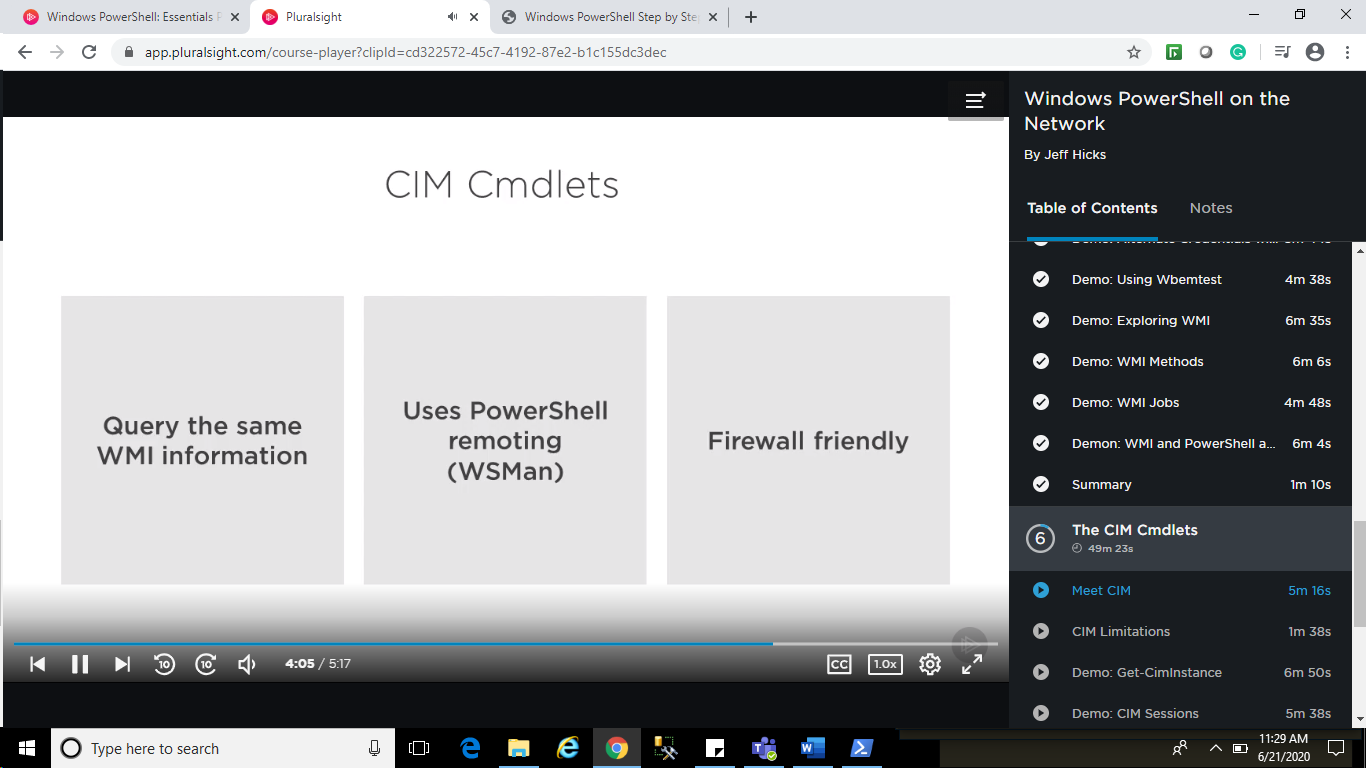 Windows PowerShell: Essentials P
Pluralsight
Windows PowerShell Step by Ste
app.pluralsight.com/course-player?clipId=cd322572-45c7-4192-87e2-b1c155dc3dec
CIM Cmdlets
Query the same
WMI information
Uses PowerShell
remoting
(WSMan)
Firewall friendly
10
10
4:05 / 5:17
CC
1.0x
Windows PowerShell on the
Network
By Jeff Hicks
Table of Contents
Notes
Demo: Using Wbemtest 4m 38s
Demo: Exploring WMI 6m 35s
Demo: WMI Methods 6m 6s
Demo: WMI Jobs 4m 48s
Demon: WMI and PowerShell a... 6m 4s
Summary 1m 10s
6 The CIM Cmdlets
49m 23s
Meet CIM 5m 16s
CIM Limitations 1m 38s
Demo: Get-CimInstance 6m 50s
Demo: CIM Sessions 5m 38s
Type here to search
11:29 AM
6/21/2020